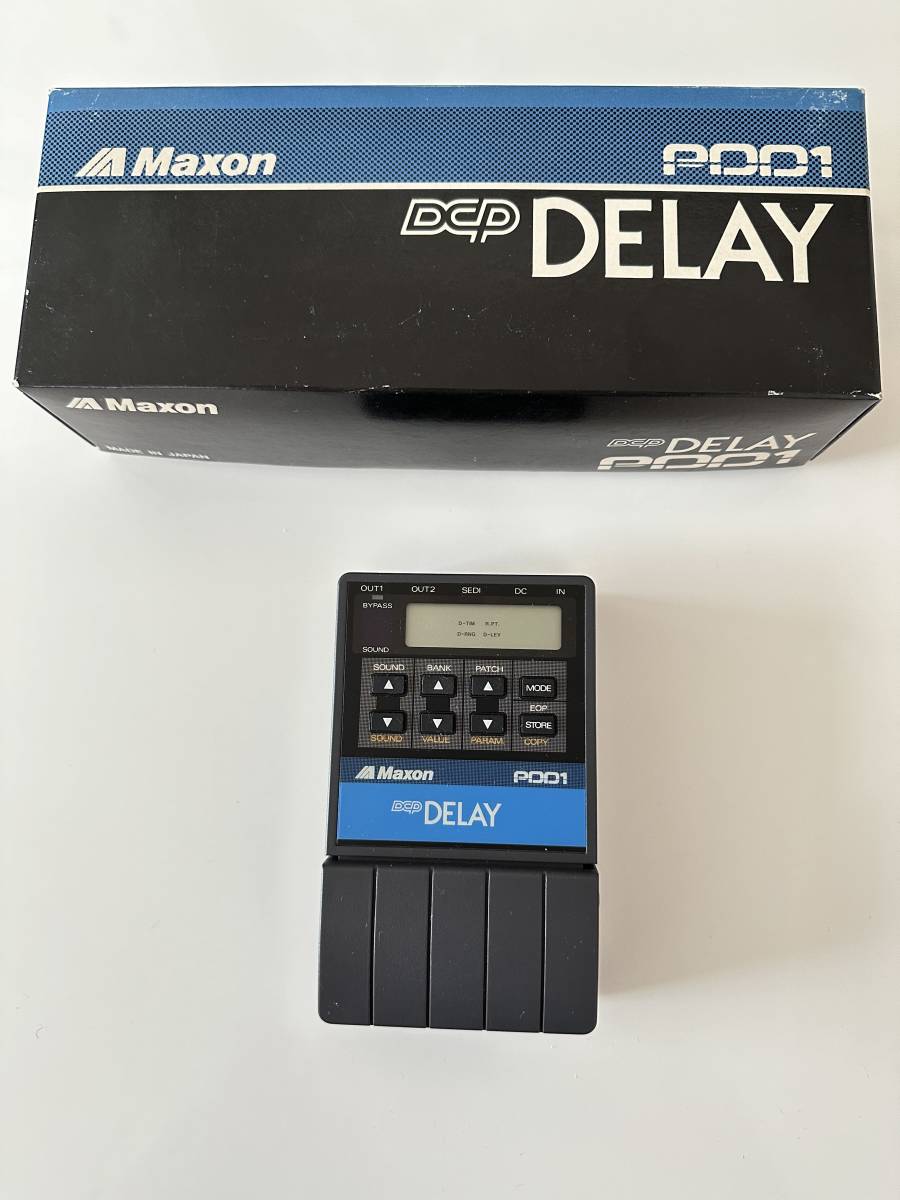 Maxon PDD1
DCP DELAY
Maxon
MADE IN JAPAN
DCP DELAY
PDD1
OUT1 OUT2 SEDI DC IN
BYPASS
D-TIM R.PT.
D-RNG D-LEV
SOUND
SOUND BANK PATCH
MODE
EOP
STORE
SOUND VALUE PARAM COPY
Maxon PDD1
DCP DELAY